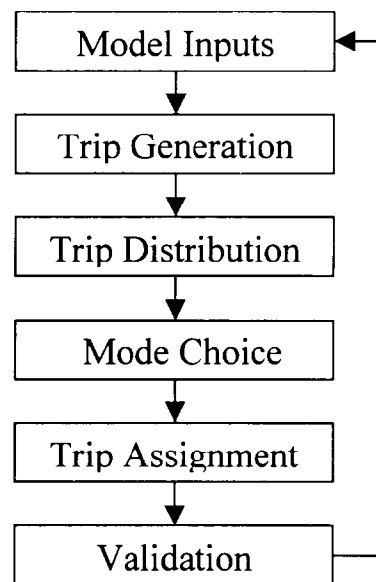 Model Inputs
Trip Generation
Trip Distribution
Mode Choice
Trip Assignment
Validation